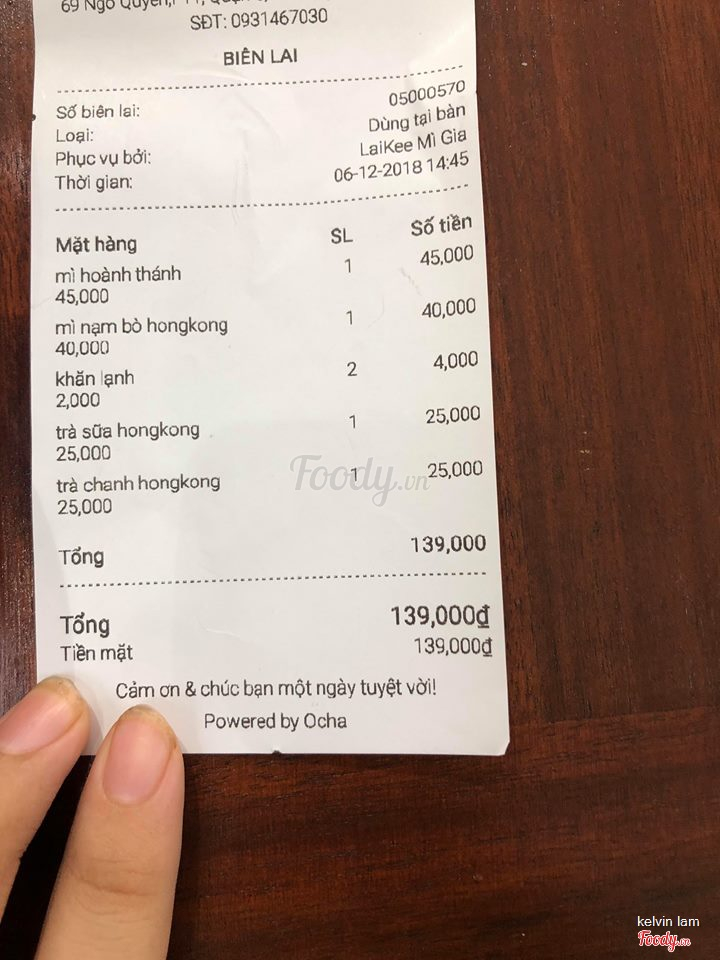 69 Ngô Quyền,
SĐT: 0931467030
BIÊN LAI
Số biên lai: 05000570
Loại: Dùng tại bàn
Phục vụ bởi: LaiKee Mì Gia
Thời gian: 06-12-2018 14:45
Mặt hàng SL Số tiền
mì hoành thánh 1 45,000
45,000
mì nạm bò hongkong 1 40,000
40,000
khăn lạnh 2 4,000
2,000
trà sữa hongkong 1 25,000
25,000
trà chanh hongkong 1 25,000
25,000
Foody.vn
Tổng 139,000
Tổng 139,000₫
Tiền mặt 139,000₫
Cảm ơn & chúc bạn một ngày tuyệt vời!
Powered by Ocha
kelvin lam
Foody.vn